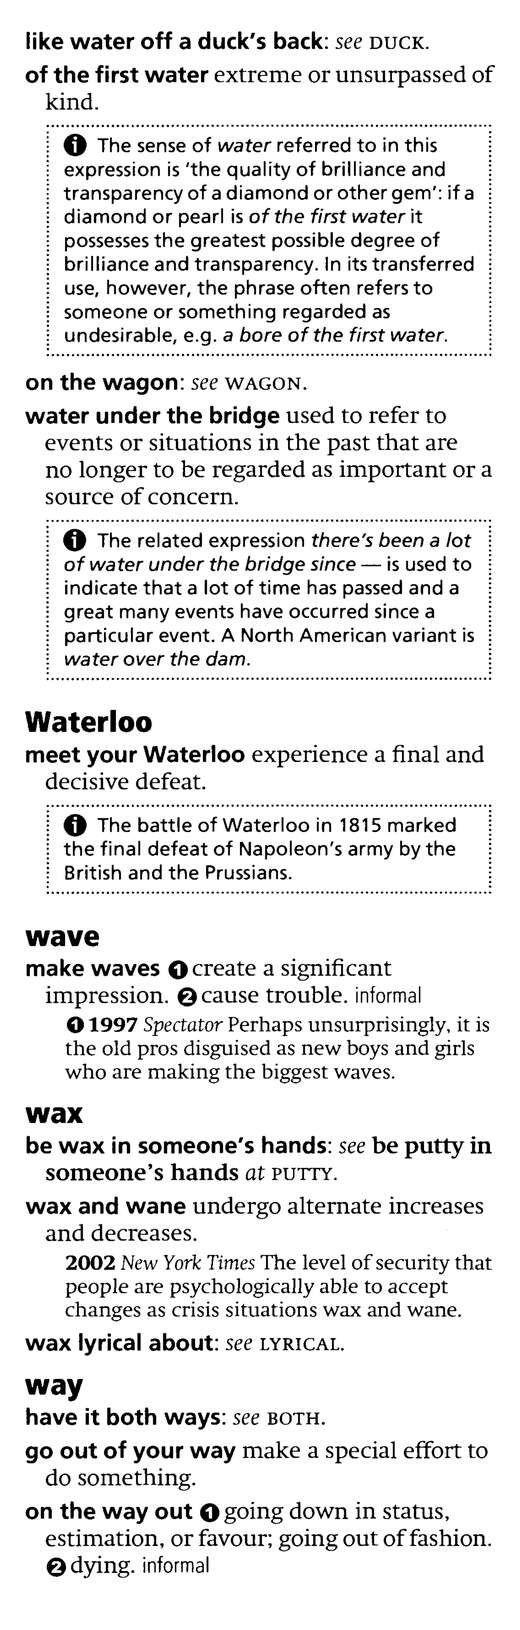 like water off a duck's back: see DUCK.
of the first water extreme or unsurpassed of
kind.
ℹ The sense of water referred to in this
expression is 'the quality of brilliance and
transparency of a diamond or other gem': if a
diamond or pearl is of the first water it
possesses the greatest possible degree of
brilliance and transparency. In its transferred
use, however, the phrase often refers to
someone or something regarded as
undesirable, e.g. a bore of the first water.
on the wagon: see WAGON.
water under the bridge used to refer to
events or situations in the past that are
no longer to be regarded as important or a
source of concern.
ℹ The related expression there's been a lot
of water under the bridge since — is used to
indicate that a lot of time has passed and a
great many events have occurred since a
particular event. A North American variant is
water over the dam.
Waterloo
meet your Waterloo experience a final and
decisive defeat.
ℹ The battle of Waterloo in 1815 marked
the final defeat of Napoleon's army by the
British and the Prussians.
wave
make waves ❶ create a significant
impression. ❷ cause trouble. informal
❶ 1997 Spectator Perhaps unsurprisingly, it is
the old pros disguised as new boys and girls
who are making the biggest waves.
wax
be wax in someone's hands: see be putty in
someone's hands at PUTTY.
wax and wane undergo alternate increases
and decreases.
2002 New York Times The level of security that
people are psychologically able to accept
changes as crisis situations wax and wane.
wax lyrical about: see LYRICAL.
way
have it both ways: see BOTH.
go out of your way make a special effort to
do something.
on the way out ❶ going down in status,
estimation, or favour; going out of fashion.
❷ dying. informal